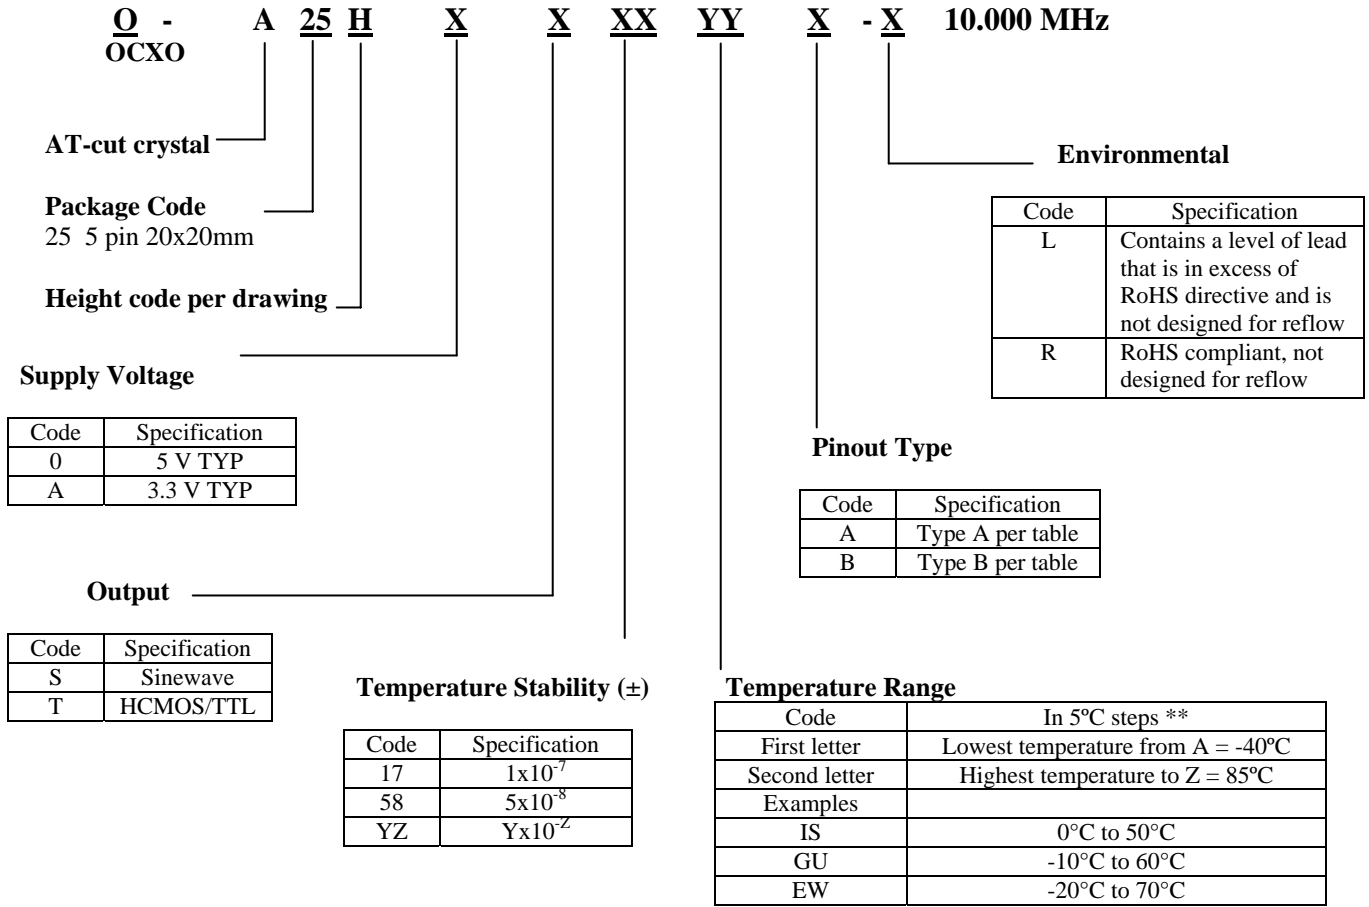 O - A 25 H X X XX YY X - X 10.000 MHz
OCXO
AT-cut crystal
Environmental
Package Code
25 5 pin 20x20mm
Code Specification
L Contains a level of lead
that is in excess of
RoHS directive and is
not designed for reflow
R RoHS compliant, not
designed for reflow
Height code per drawing
Supply Voltage
Code Specification
0 5 V TYP
A 3.3 V TYP
Pinout Type
Code Specification
A Type A per table
B Type B per table
Output
Code Specification
S Sinewave
T HCMOS/TTL
Temperature Stability (±)
Code Specification
17 1x10⁻⁷
58 5x10⁻⁸
YZ Yx10^-Z
Temperature Range
Code In 5ºC steps **
First letter Lowest temperature from A = -40ºC
Second letter Highest temperature to Z = 85ºC
Examples
IS 0°C to 50°C
GU -10°C to 60°C
EW -20°C to 70°C